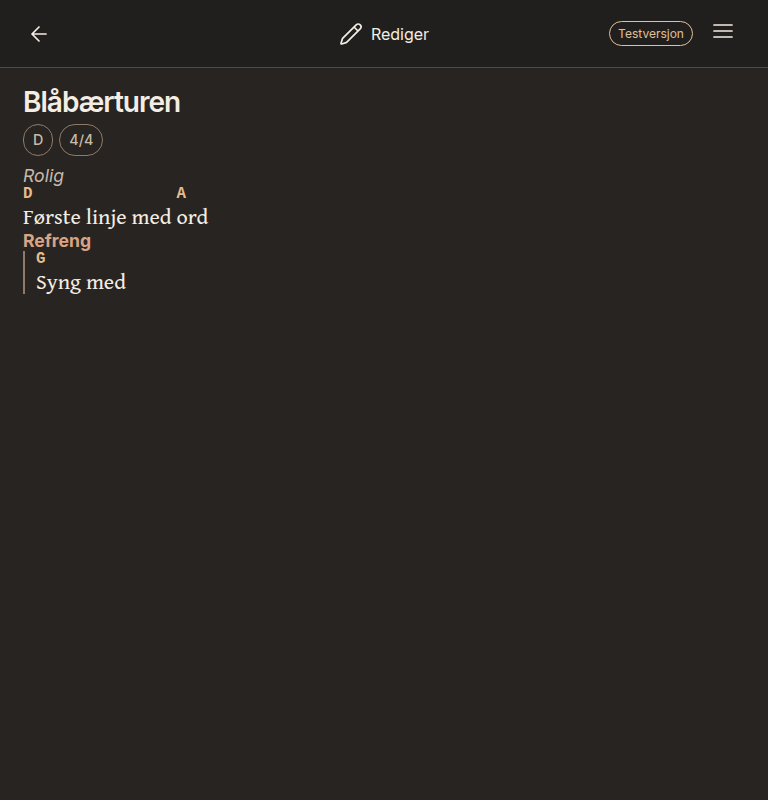 Rediger
Testversjon
Blåbærturen
D 4/4
Rolig
D A
Første linje med ord
Refreng
G
Syng med